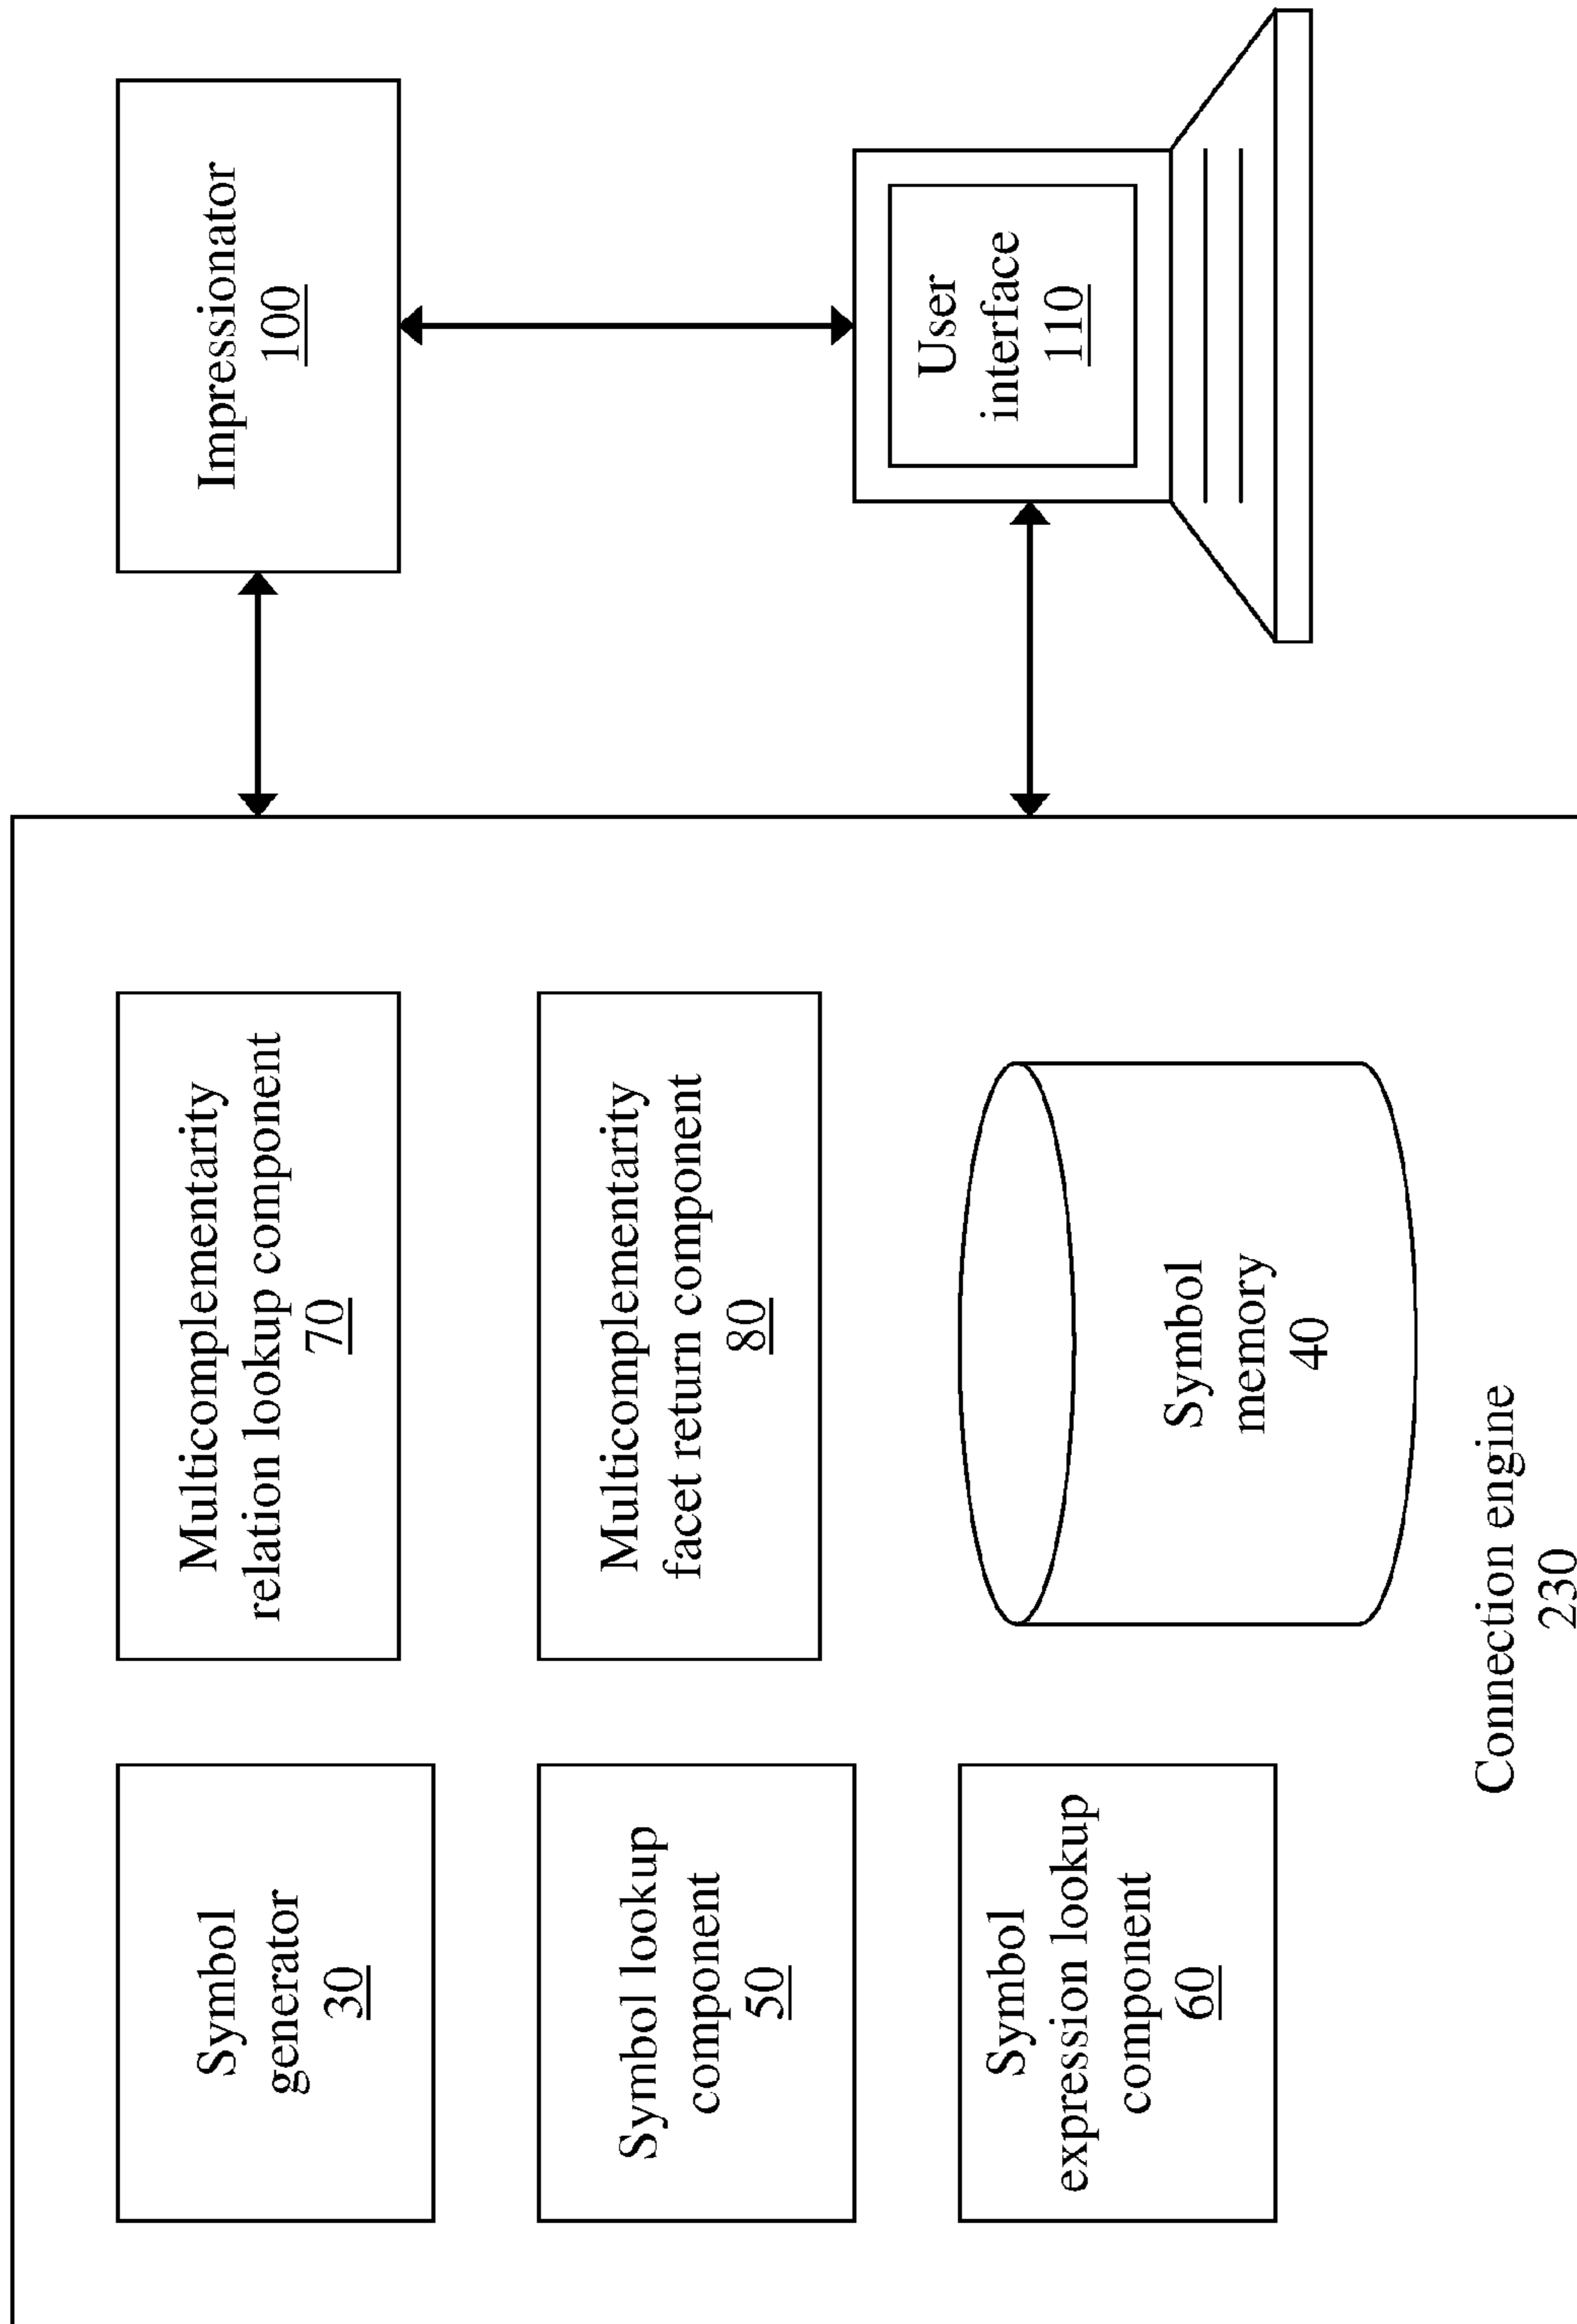 Symbol
generator
30
Multicomplementarity
relation lookup component
70
Impressionator
100
Symbol lookup
component
50
Multicomplementarity
facet return component
80
Symbol
expression lookup
component
60
Symbol
memory
40
User
interface
110
Connection engine
230